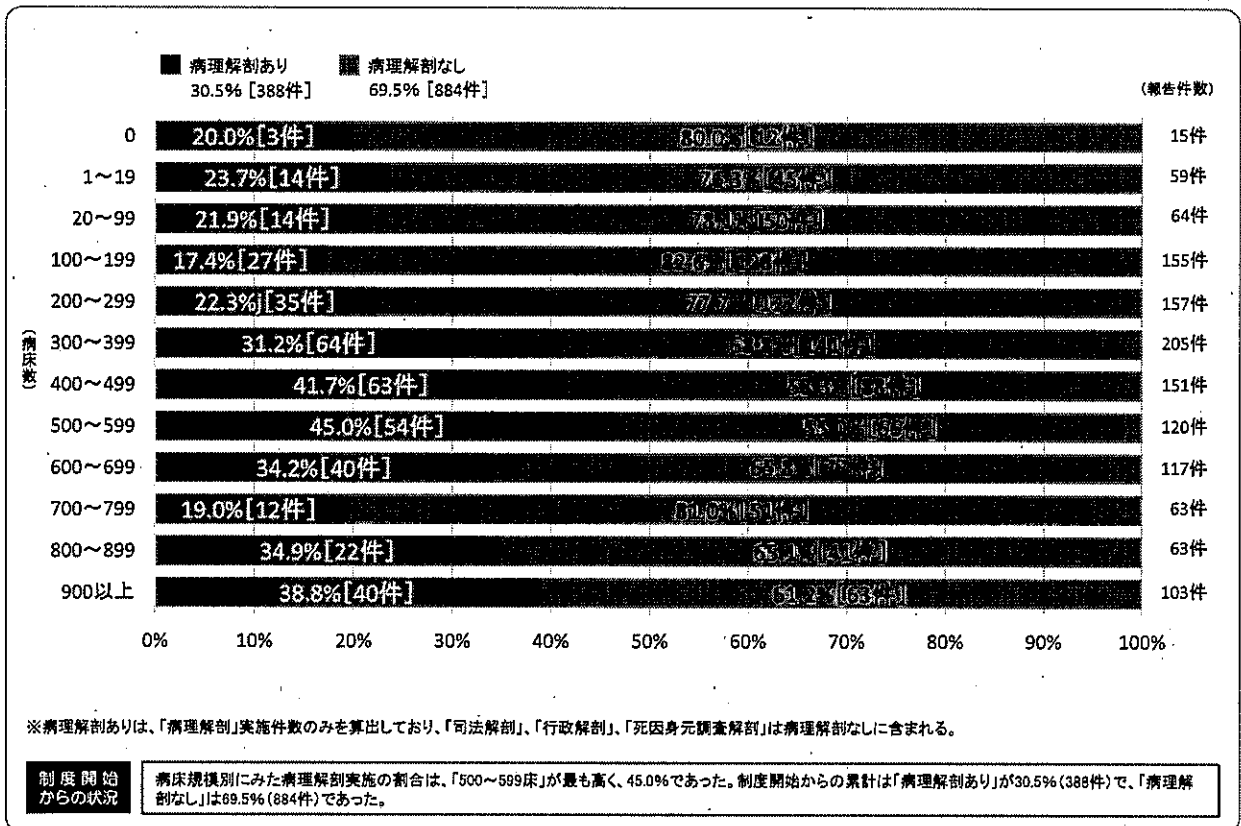 病理解剖あり 病理解剖なし
30.5% [388件] 69.5% [884件]
(報告件数)
0 20.0%[3件] 80.0% [12件] 15件
1～19 23.7%[14件] 59件
20～99 21.9%[14件] 64件
100～199 17.4%[27件] 155件
200～299 22.3%[35件] 157件
300～399 31.2%[64件] 205件
400～499 41.7%[63件] 151件
500～599 45.0%[54件] 120件
600～699 34.2%[40件] 117件
700～799 19.0%[12件] 81.0%[51件] 63件
800～899 34.9%[22件] 63件
900以上 38.8%[40件] 61.2%[63件] 103件
(病床数)
0% 10% 20% 30% 40% 50% 60% 70% 80% 90% 100%
※病理解剖ありは、「病理解剖」実施件数のみを算出しており、「司法解剖」、「行政解剖」、「死因身元調査解剖」は病理解剖なしに含まれる。
制度開始
からの状況
病床規模別にみた病理解剖実施の割合は、「500～599床」が最も高く、45.0%であった。制度開始からの累計は「病理解剖あり」が30.5%(388件)で、「病理解
剖なし」は69.5%(884件)であった。